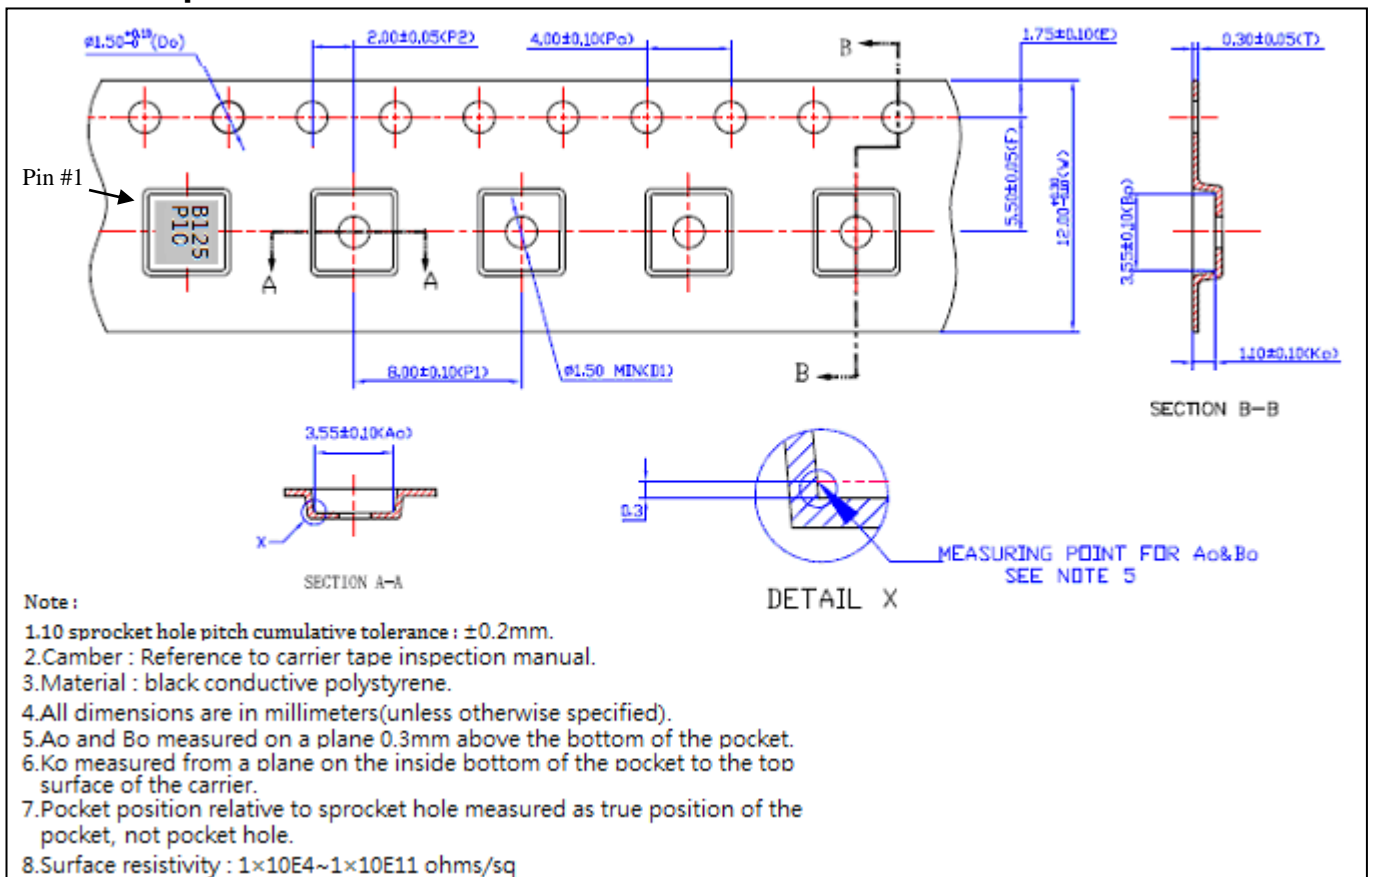 ø1.50+0.10-0(Do)
2.00±0.05(P2)
4.00±0.10(Po)
B
1.75±0.10(E)
0.30±0.05(T)
Pin #1
B125
P1C
A
A
5.50±0.05(F)
3.55±0.10(Bo)
8.00±0.10(P1)
ø1.50 MIN(D1)
B
1.10±0.10(Ko)
SECTION B-B
3.55±0.10(Ao)
X
SECTION A-A
0.3
MEASURING POINT FOR Ao&Bo
SEE NOTE 5
DETAIL X
Note:
1.10 sprocket hole pitch cumulative tolerance : ±0.2mm.
2.Camber : Reference to carrier tape inspection manual.
3.Material : black conductive polystyrene.
4.All dimensions are in millimeters(unless otherwise specified).
5.Ao and Bo measured on a plane 0.3mm above the bottom of the pocket.
6.Ko measured from a plane on the inside bottom of the pocket to the top
surface of the carrier.
7.Pocket position relative to sprocket hole measured as true position of the
pocket, not pocket hole.
8.Surface resistivity : 1×10E4~1×10E11 ohms/sq